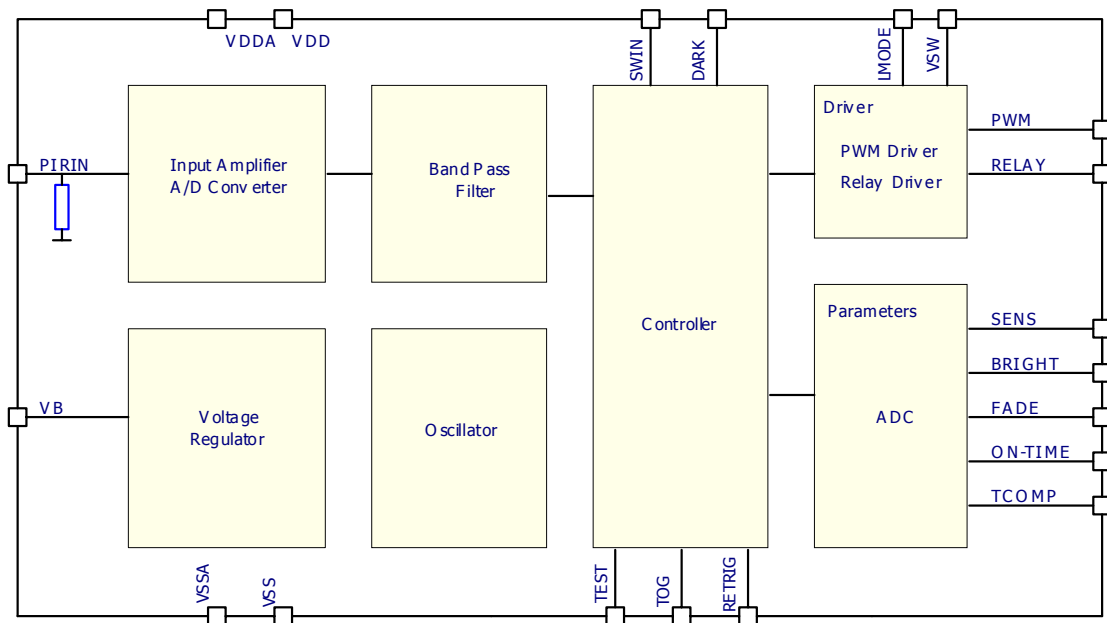 VDDA VDD
SWIN
DARK
LMODE
VSW
PIRIN
Input Amplifier
A/D Converter
Band Pass
Filter
Driver
PWM Driver
Relay Driver
PWM
RELAY
Controller
Parameters
ADC
SENS
BRIGHT
FADE
ON-TIME
TCOMP
VB
Voltage
Regulator
Oscillator
VSSA
VSS
TEST
TOG
RETRIG